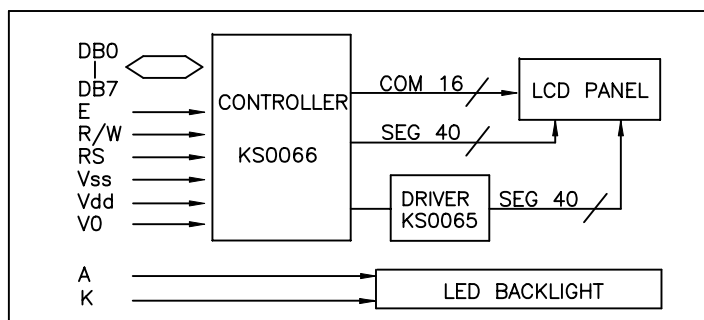 DB0
DB7
E
R/W
RS
Vss
Vdd
V0
CONTROLLER
KS0066
COM 16
SEG 40
LCD PANEL
DRIVER
KS0065
SEG 40
A
K
LED BACKLIGHT